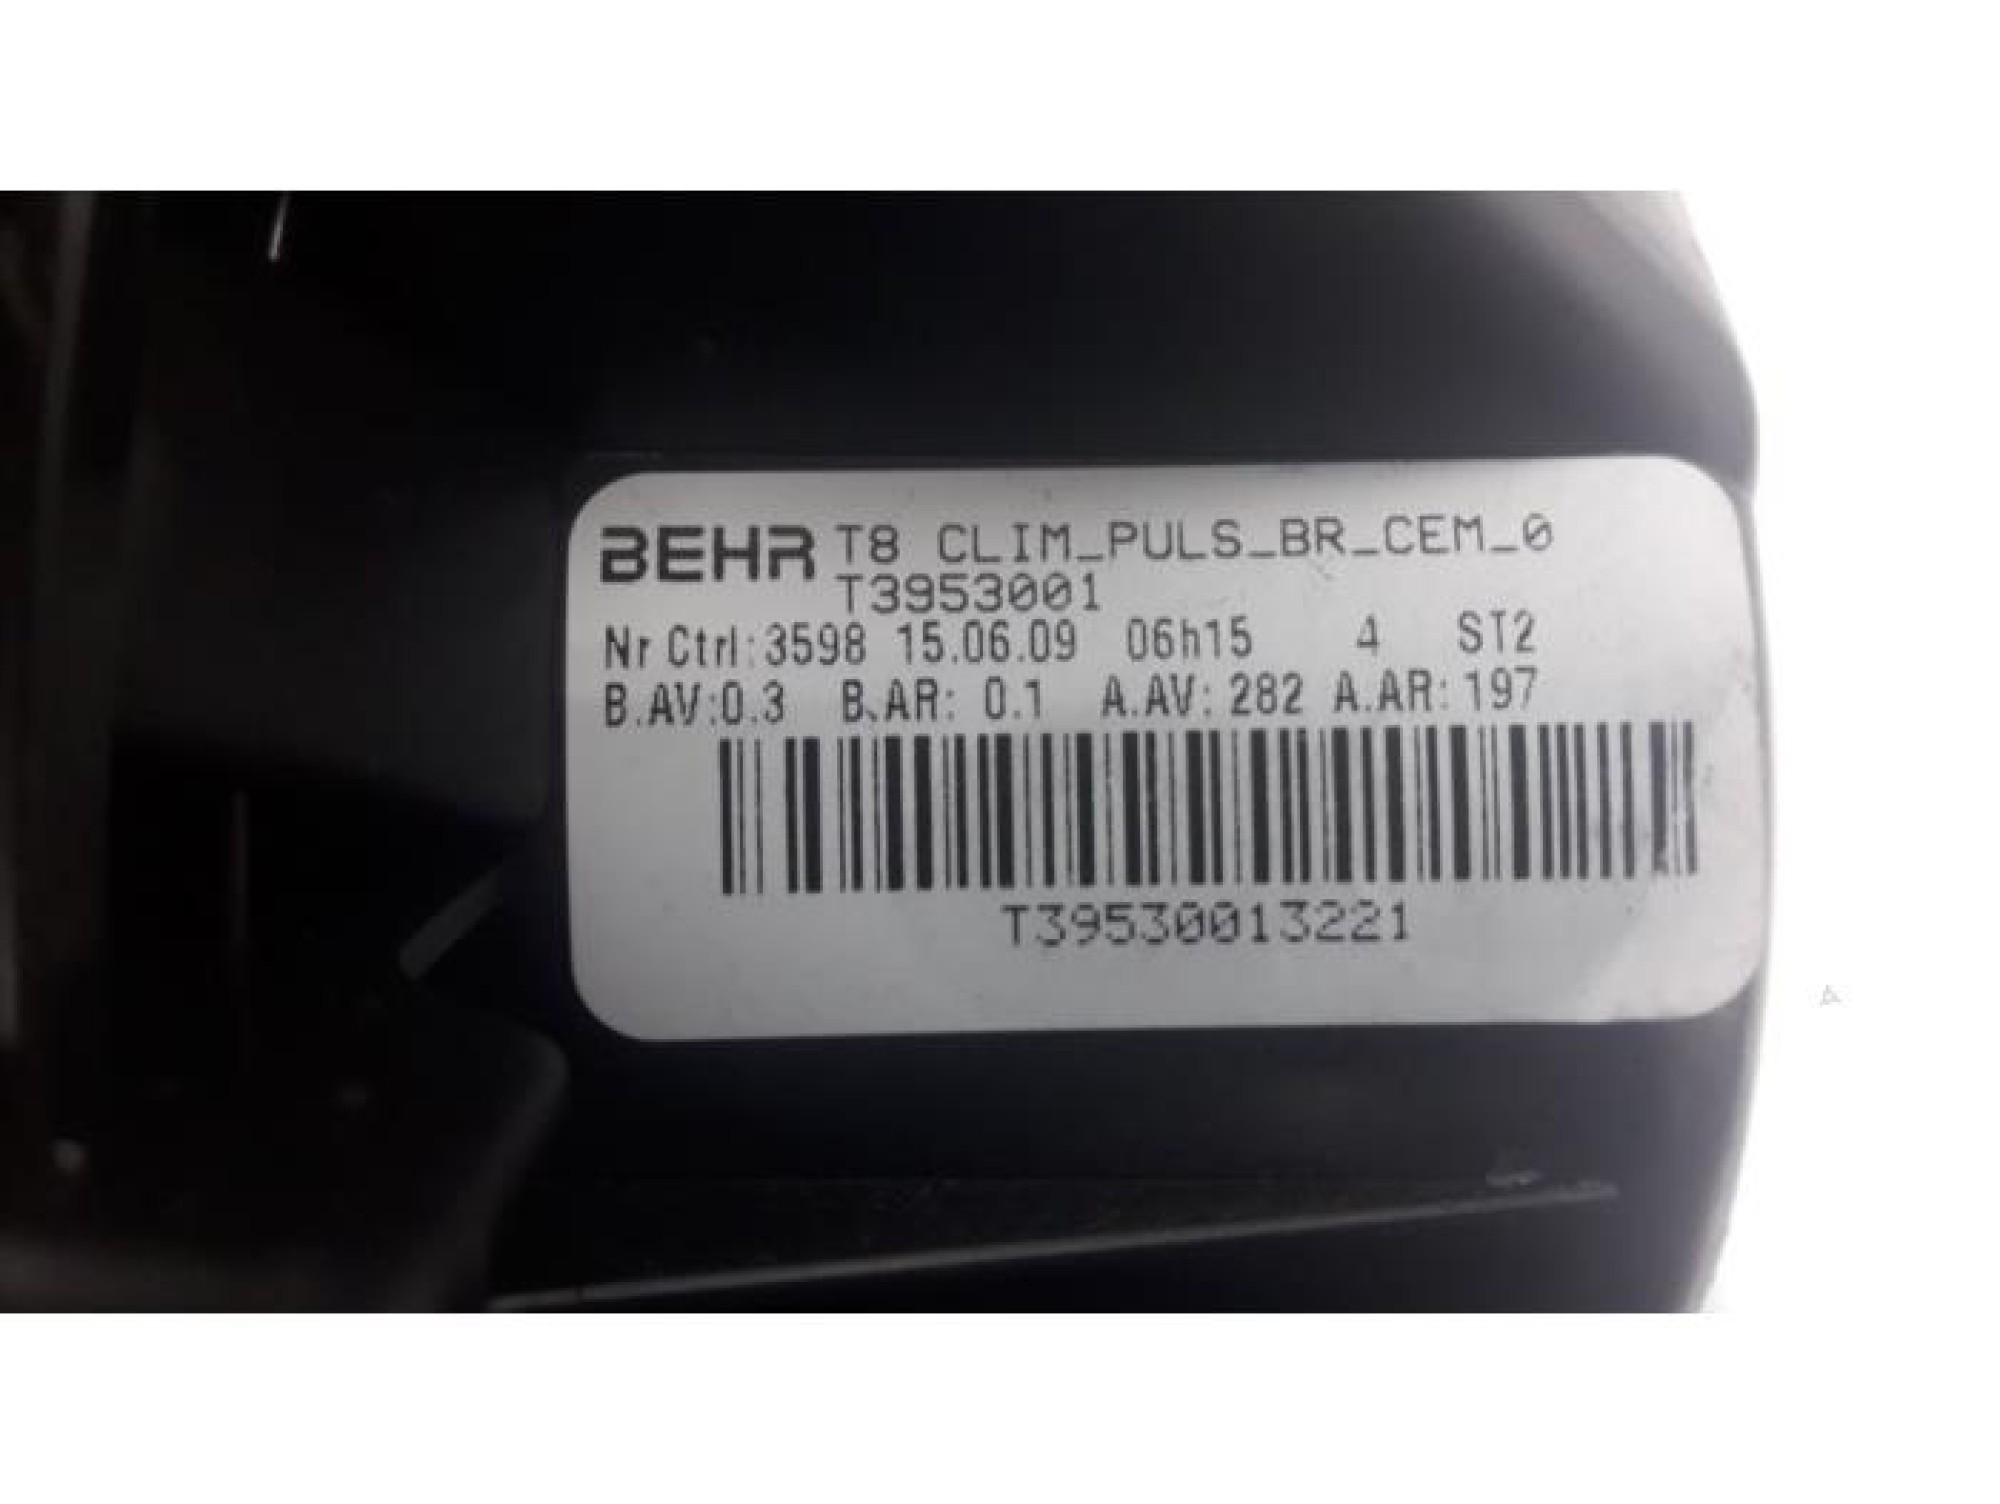 BEHR T8 CLIM_PULS_BR_CEM_0
T3953001
Nr Ctrl:3598 15.06.09 06h15 4 ST2
B.AV:0.3 B.AR: 0.1 A.AV: 282 A.AR: 197
T39530013221